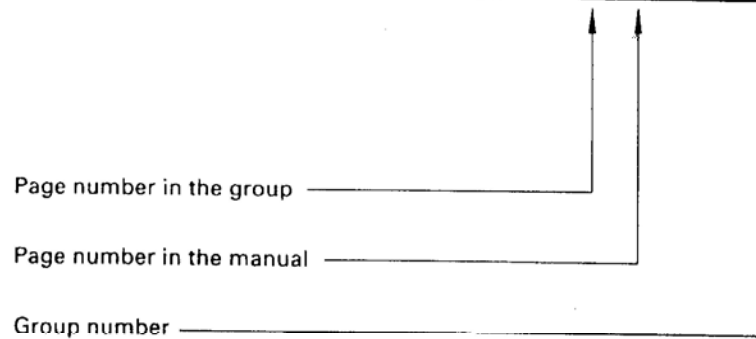 Page number in the group
Page number in the manual
Group number